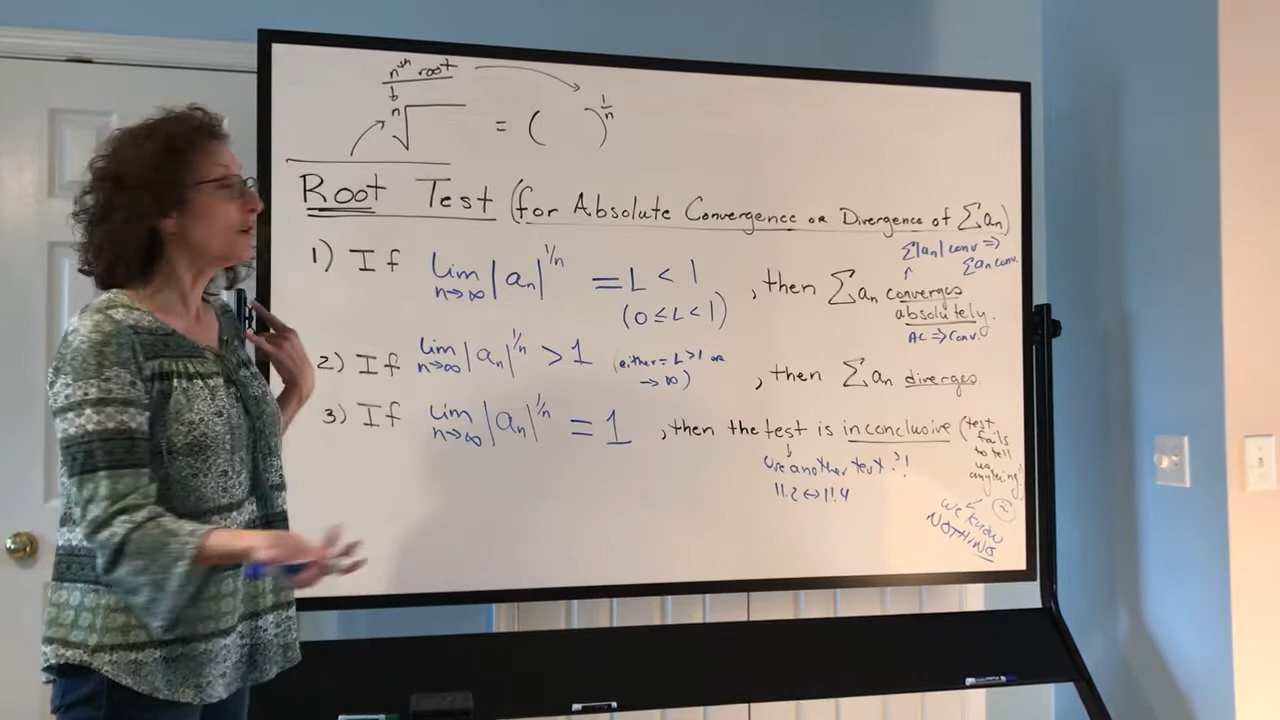 nth root
n√ = ( )^1/n
Root Test (for Absolute Convergence or Divergence of Σan)
1) If lim n→∞ |an|^1/n = L < 1 , then Σan converges absolutely.
(0 ≤ L < 1)
Σ|an| conv ⇒
Σan conv.
AC ⇒ Conv.
2) If lim n→∞ |an|^1/n > 1 (either = L > 1 or → ∞) , then Σan diverges.
3) If lim n→∞ |an|^1/n = 1 , then the test is inconclusive (test
fails
to tell
us
anything)
↓
Use another test ?!
11.2 ↔ 11.4
we know
NOTHING